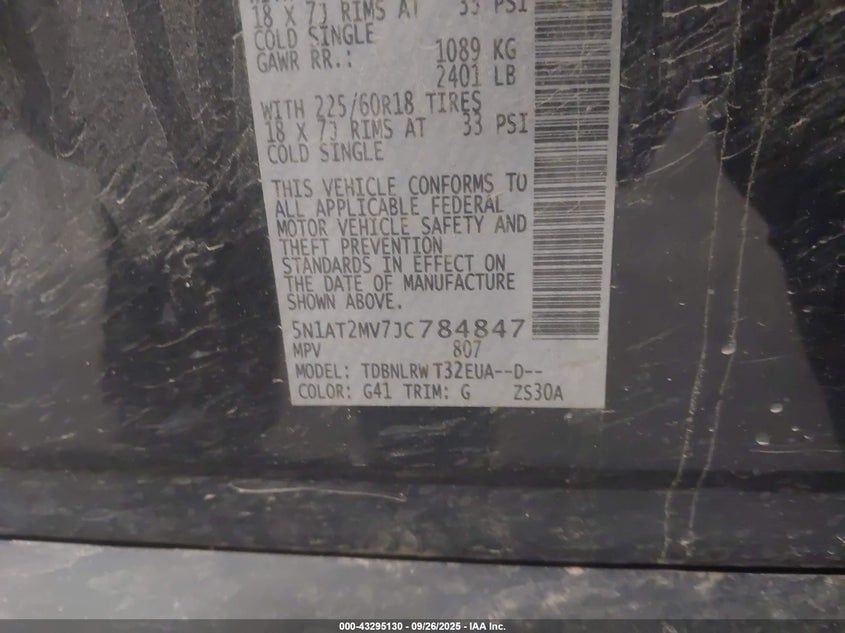 18 X 7J RIMS AT 33 PSI
COLD SINGLE
GAWR RR.: 1089 KG
2401 LB
WITH 225/60R18 TIRES
18 X 7J RIMS AT 33 PSI
COLD SINGLE
THIS VEHICLE CONFORMS TO
ALL APPLICABLE FEDERAL
MOTOR VEHICLE SAFETY AND
THEFT PREVENTION
STANDARDS IN EFFECT ON
THE DATE OF MANUFACTURE
SHOWN ABOVE.
5N1AT2MV7JC784847
MPV 807
MODEL: TDBNLRW T32EUA--D--
COLOR: G41 TRIM: G ZS30A
000-43295130 - 09/26/2025 - IAA Inc.